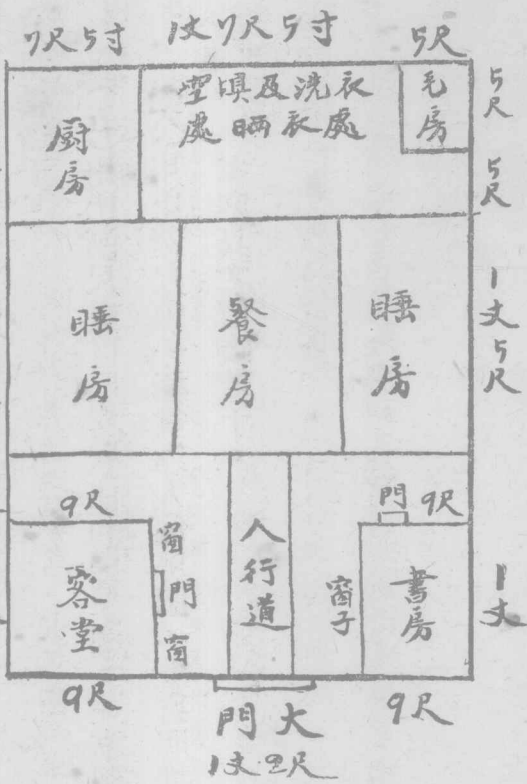 7尺5寸 1丈7尺5寸 5尺
厨房
空埧及洗衣
處晒衣處
毛房
5尺
5尺
睡房
餐房
睡房
1丈5尺
9尺
門 9尺
客堂
窗
門
窗
人行道
窗子
書房
1丈
9尺
門大
9尺
1丈2尺